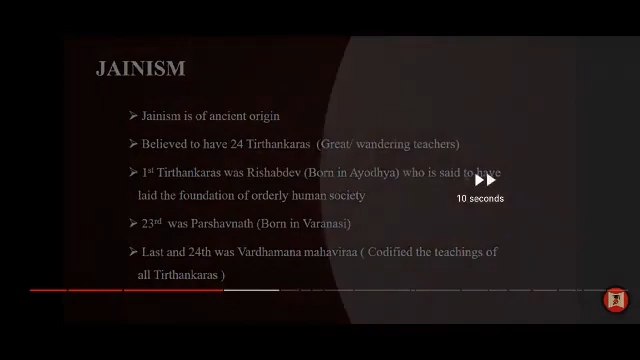 JAINISM
➢ Jainism is of ancient origin
➢ Believed to have 24 Tirthankaras (Great/ wandering teachers)
➢ 1st Tirthankaras was Rishabdev (Born in Ayodhya) who is said to have
laid the foundation of orderly human society
10 seconds
➢ 23rd was Parshavnath (Born in Varanasi)
➢ Last and 24th was Vardhamana mahaviraa ( Codified the teachings of
all Tirthankaras )